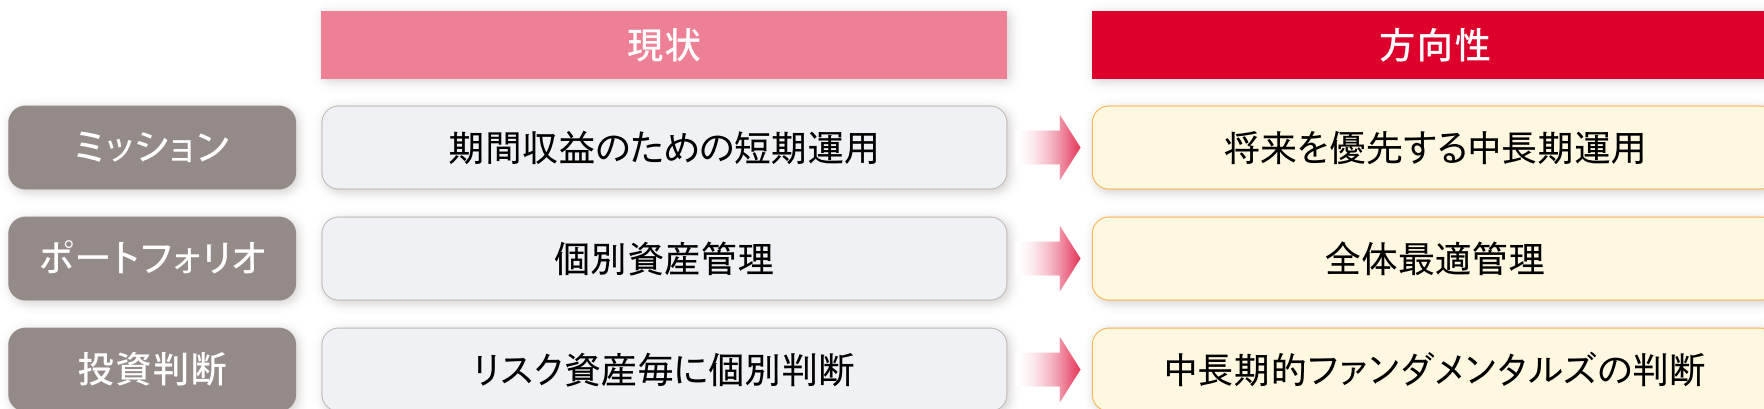 現状
方向性
ミッション
期間収益のための短期運用
将来を優先する中長期運用
ポートフォリオ
個別資産管理
全体最適管理
投資判断
リスク資産毎に個別判断
中長期的ファンダメンタルズの判断